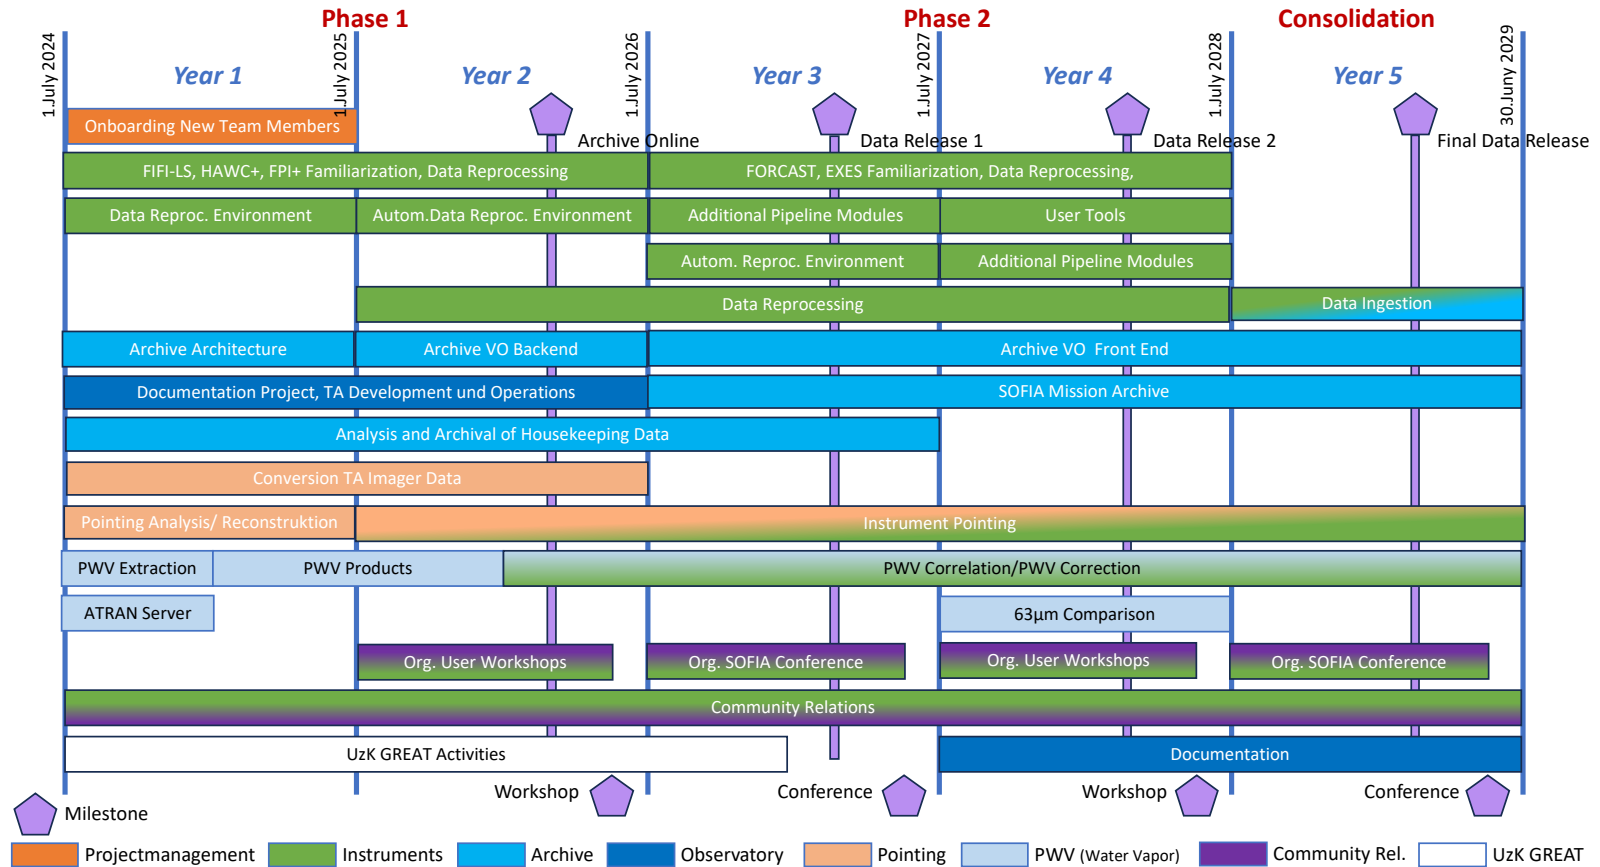 Phase 1
Phase 2
Consolidation
1.July 2024
1.July 2025
1.July 2026
1.July 2027
1.July 2028
30.Juny 2029
Year 1
Year 2
Year 3
Year 4
Year 5
Onboarding New Team Members
Archive Online
Data Release 1
Data Release 2
Final Data Release
FIFI-LS, HAWC+, FPI+ Familiarization, Data Reprocessing
FORCAST, EXES Familiarization, Data Reprocessing,
Data Reproc. Environment
Autom.Data Reproc. Environment
Additional Pipeline Modules
User Tools
Autom. Reproc. Environment
Additional Pipeline Modules
Data Reprocessing
Data Ingestion
Archive Architecture
Archive VO Backend
Archive VO Front End
Documentation Project, TA Development und Operations
SOFIA Mission Archive
Analysis and Archival of Housekeeping Data
Conversion TA Imager Data
Pointing Analysis/ Reconstruktion
Instrument Pointing
PWV Extraction
PWV Products
PWV Correlation/PWV Correction
ATRAN Server
63µm Comparison
Org. User Workshops
Org. SOFIA Conference
Org. User Workshops
Org. SOFIA Conference
Community Relations
UzK GREAT Activities
Documentation
Workshop
Conference
Workshop
Conference
Milestone
Projectmanagement
Instruments
Archive
Observatory
Pointing
PWV (Water Vapor)
Community Rel.
UzK GREAT